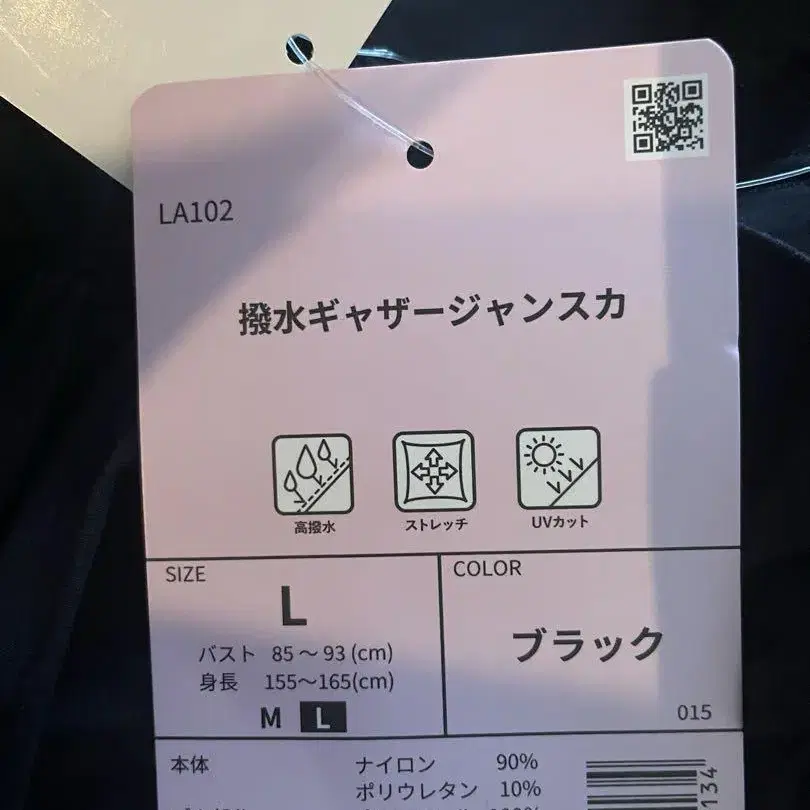 LA102
撥水ギャザージャンスカ
高撥水 ストレッチ UVカット
SIZE
L
バスト 85～93 (cm)
身長 155～165(cm)
M L
COLOR
ブラック
015
本体 ナイロン 90%
ポリウレタン 10%
134